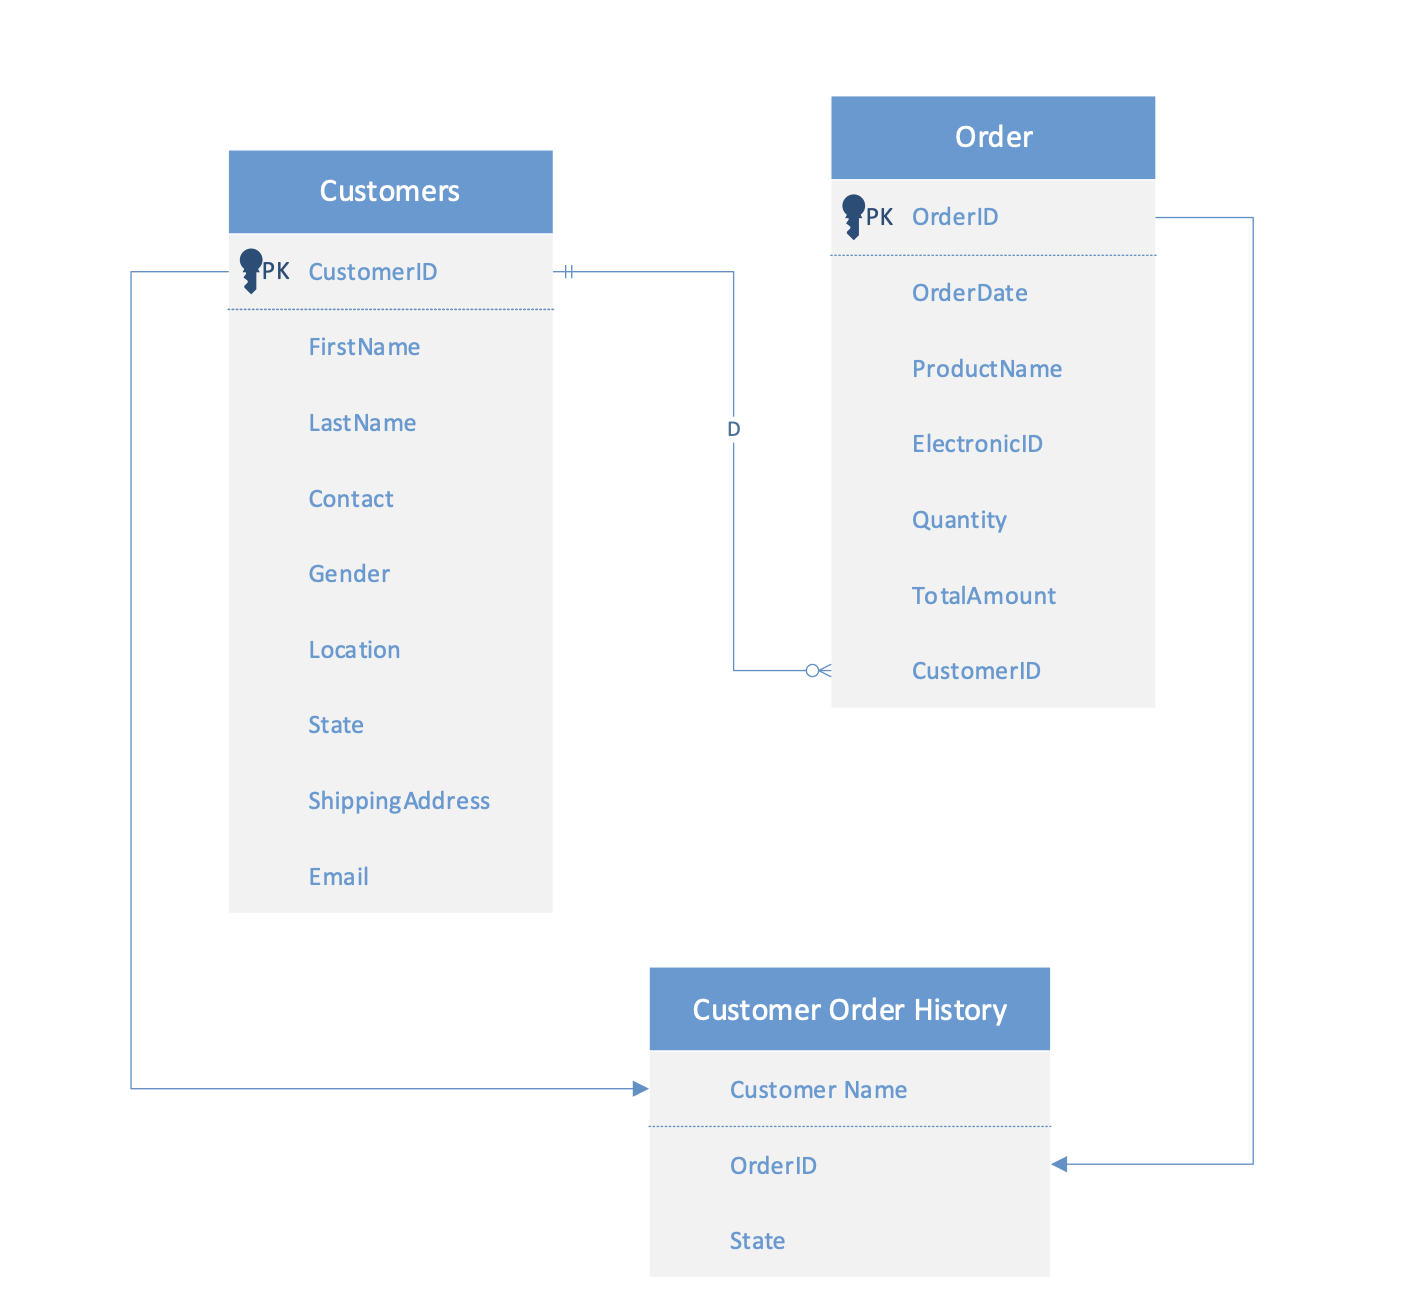 Customers
PK CustomerID
FirstName
LastName
Contact
Gender
Location
State
ShippingAddress
Email
D
Order
PK OrderID
OrderDate
ProductName
ElectronicID
Quantity
TotalAmount
CustomerID
Customer Order History
Customer Name
OrderID
State